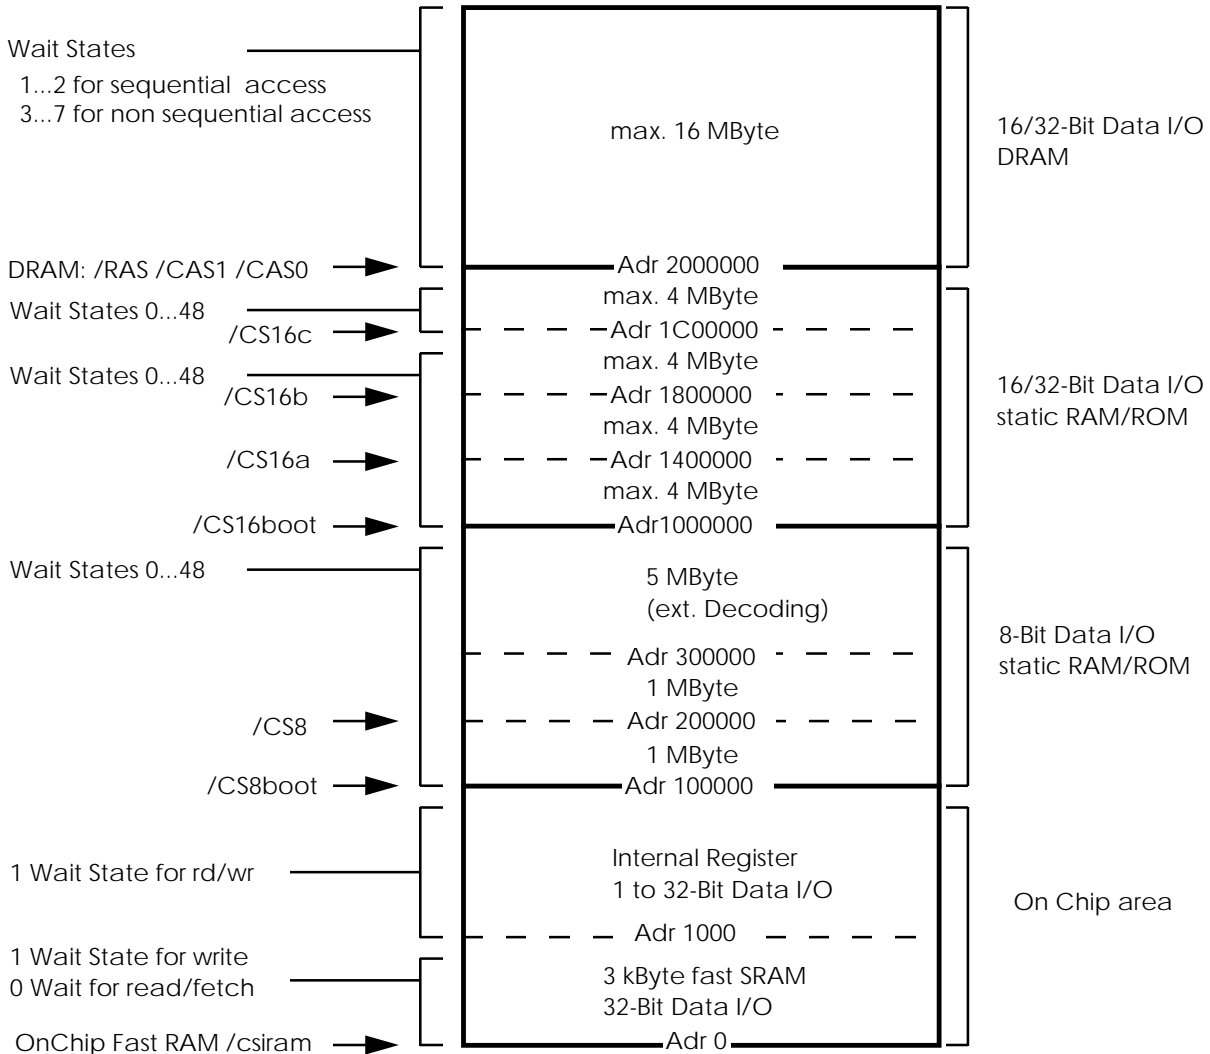 Wait States
1...2 for sequential access
3...7 for non sequential access
max. 16 MByte
16/32-Bit Data I/O
DRAM
DRAM: /RAS /CAS1 /CAS0
Adr 2000000
Wait States 0...48
max. 4 MByte
/CS16c
Adr 1C00000
max. 4 MByte
Wait States 0...48
/CS16b
Adr 1800000
16/32-Bit Data I/O
static RAM/ROM
max. 4 MByte
/CS16a
Adr 1400000
max. 4 MByte
/CS16boot
Adr1000000
Wait States 0...48
5 MByte
(ext. Decoding)
8-Bit Data I/O
static RAM/ROM
Adr 300000
1 MByte
/CS8
Adr 200000
1 MByte
/CS8boot
Adr 100000
1 Wait State for rd/wr
Internal Register
1 to 32-Bit Data I/O
On Chip area
Adr 1000
1 Wait State for write
0 Wait for read/fetch
3 kByte fast SRAM
32-Bit Data I/O
OnChip Fast RAM /csiram
Adr 0